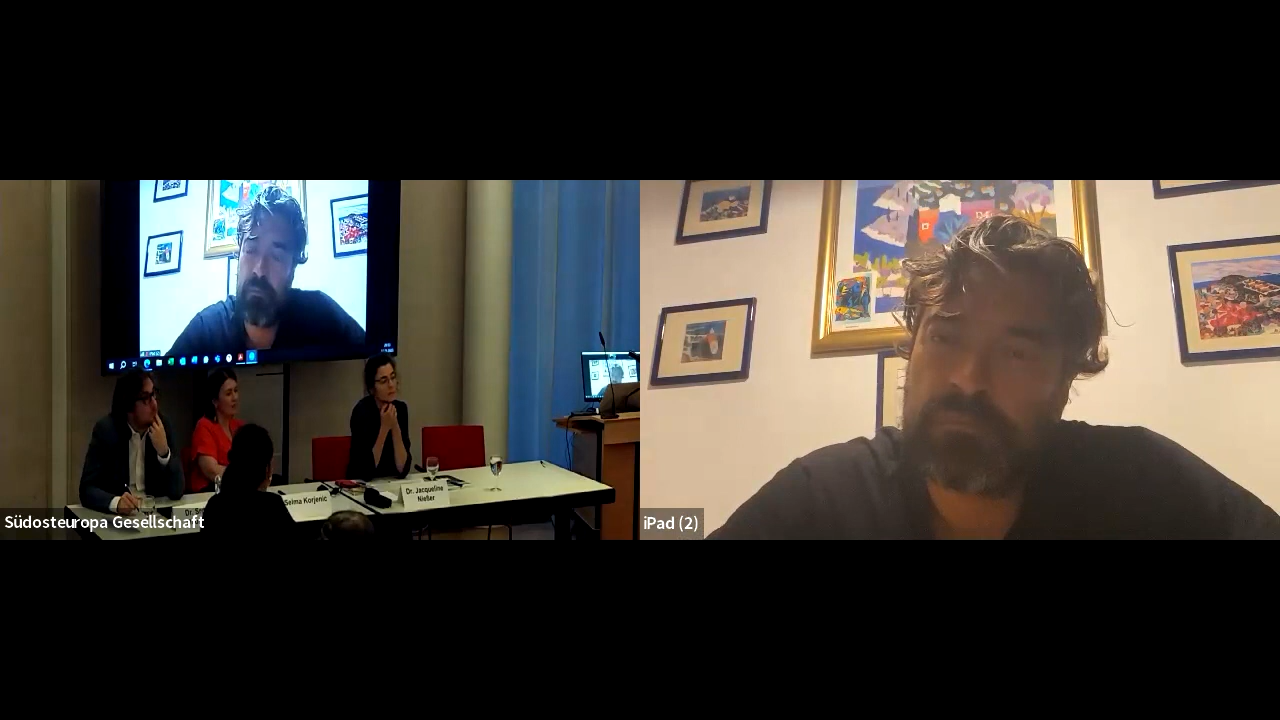 Selma Korjenic
Dr. Jacqueline
Nießer
Südosteuropa Gesellschaft
iPad (2)